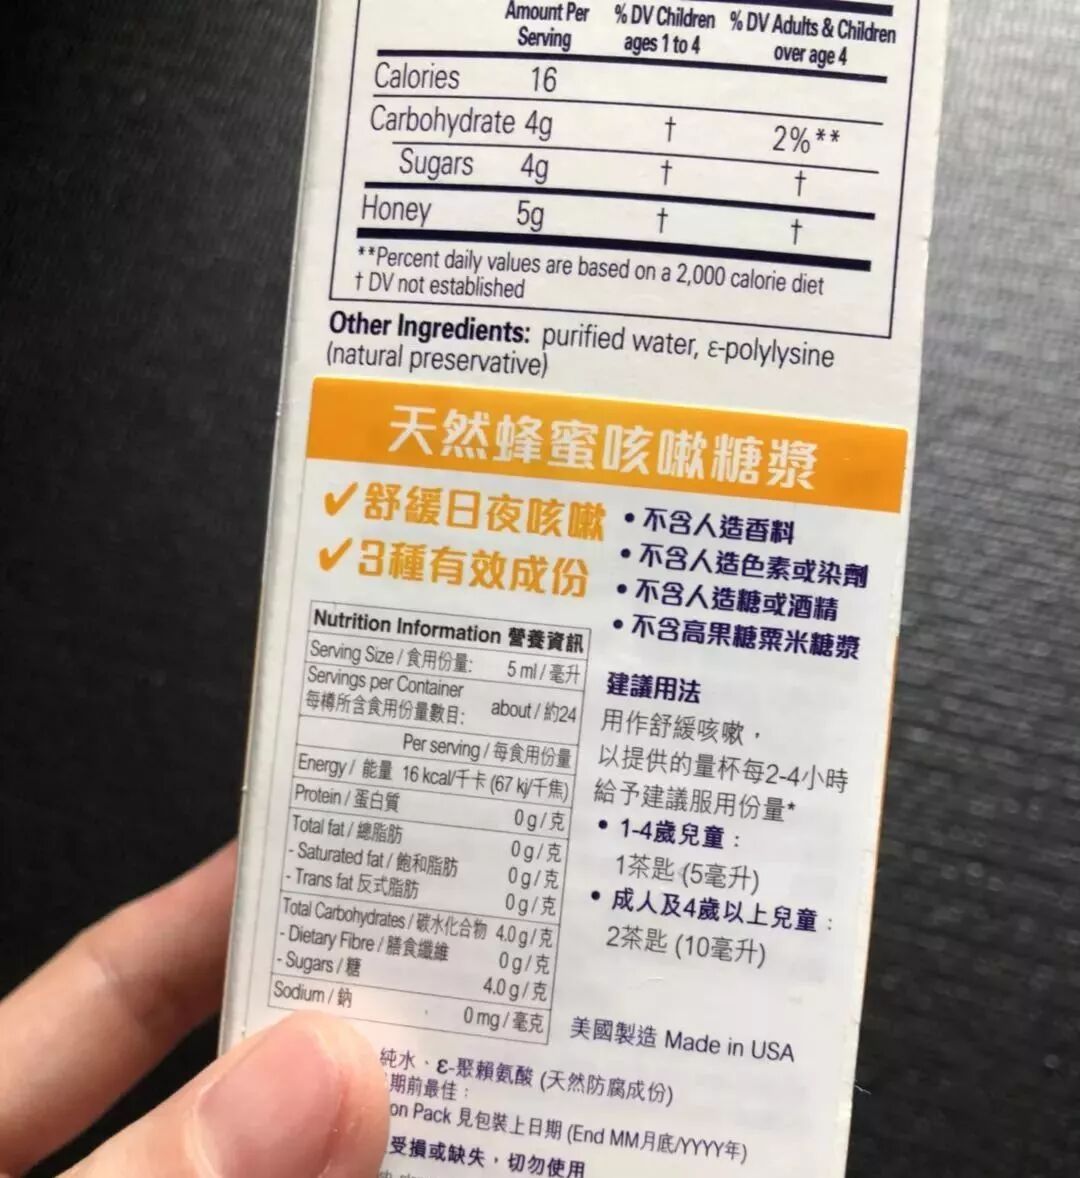 Amount Per Serving % DV Children ages 1 to 4 % DV Adults & Children over age 4
Calories 16
Carbohydrate 4g † 2%**
Sugars 4g † †
Honey 5g † †
**Percent daily values are based on a 2,000 calorie diet
† DV not established
Other Ingredients: purified water, ε-polylysine
(natural preservative)
天然蜂蜜咳嗽糖漿
✓舒緩日夜咳嗽
✓3種有效成份
• 不含人造香料
• 不含人造色素或染劑
• 不含人造糖或酒精
• 不含高果糖粟米糖漿
Nutrition Information 營養資訊
Serving Size / 食用份量: 5 ml / 毫升
Servings per Container
每樽所含食用份量數目: about / 約24
Per serving / 每食用份量
Energy / 能量 16 kcal/千卡 (67 kj/千焦)
Protein / 蛋白質 0 g / 克
Total fat / 總脂肪 0 g / 克
- Saturated fat / 飽和脂肪 0 g / 克
- Trans fat 反式脂肪 0 g / 克
Total Carbohydrates / 碳水化合物 4.0 g / 克
- Dietary Fibre / 膳食纖維 0 g / 克
- Sugars / 糖 4.0 g / 克
Sodium / 鈉 0 mg / 毫克
建議用法
用作舒緩咳嗽，
以提供的量杯每2-4小時
給予建議服用份量*
• 1-4歲兒童：
1茶匙 (5毫升)
• 成人及4歲以上兒童：
2茶匙 (10毫升)
美國製造 Made in USA
純水、ε-聚賴氨酸 (天然防腐成份)
期前最佳：
on Pack 見包裝上日期 (End MM月底/YYYY年)
受損或缺失，切勿使用